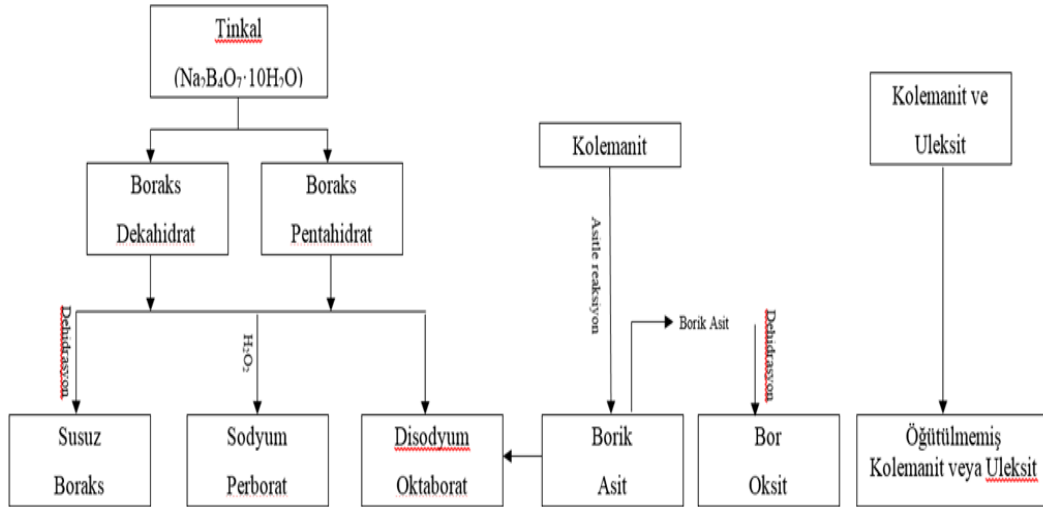 Tinkal
(Na₂B₄O₇·10H₂O)
Kolemanit ve
Uleksit
Kolemanit
Boraks
Dekahidrat
Boraks
Pentahidrat
Asitle reaksiyon
Dehidrasyon
H₂O₂
Borik Asit
Dehidrasyon
Susuz
Boraks
Sodyum
Perborat
Disodyum
Oktaborat
Borik
Asit
Bor
Oksit
Öğütülmemiş
Kolemanit veya Uleksit